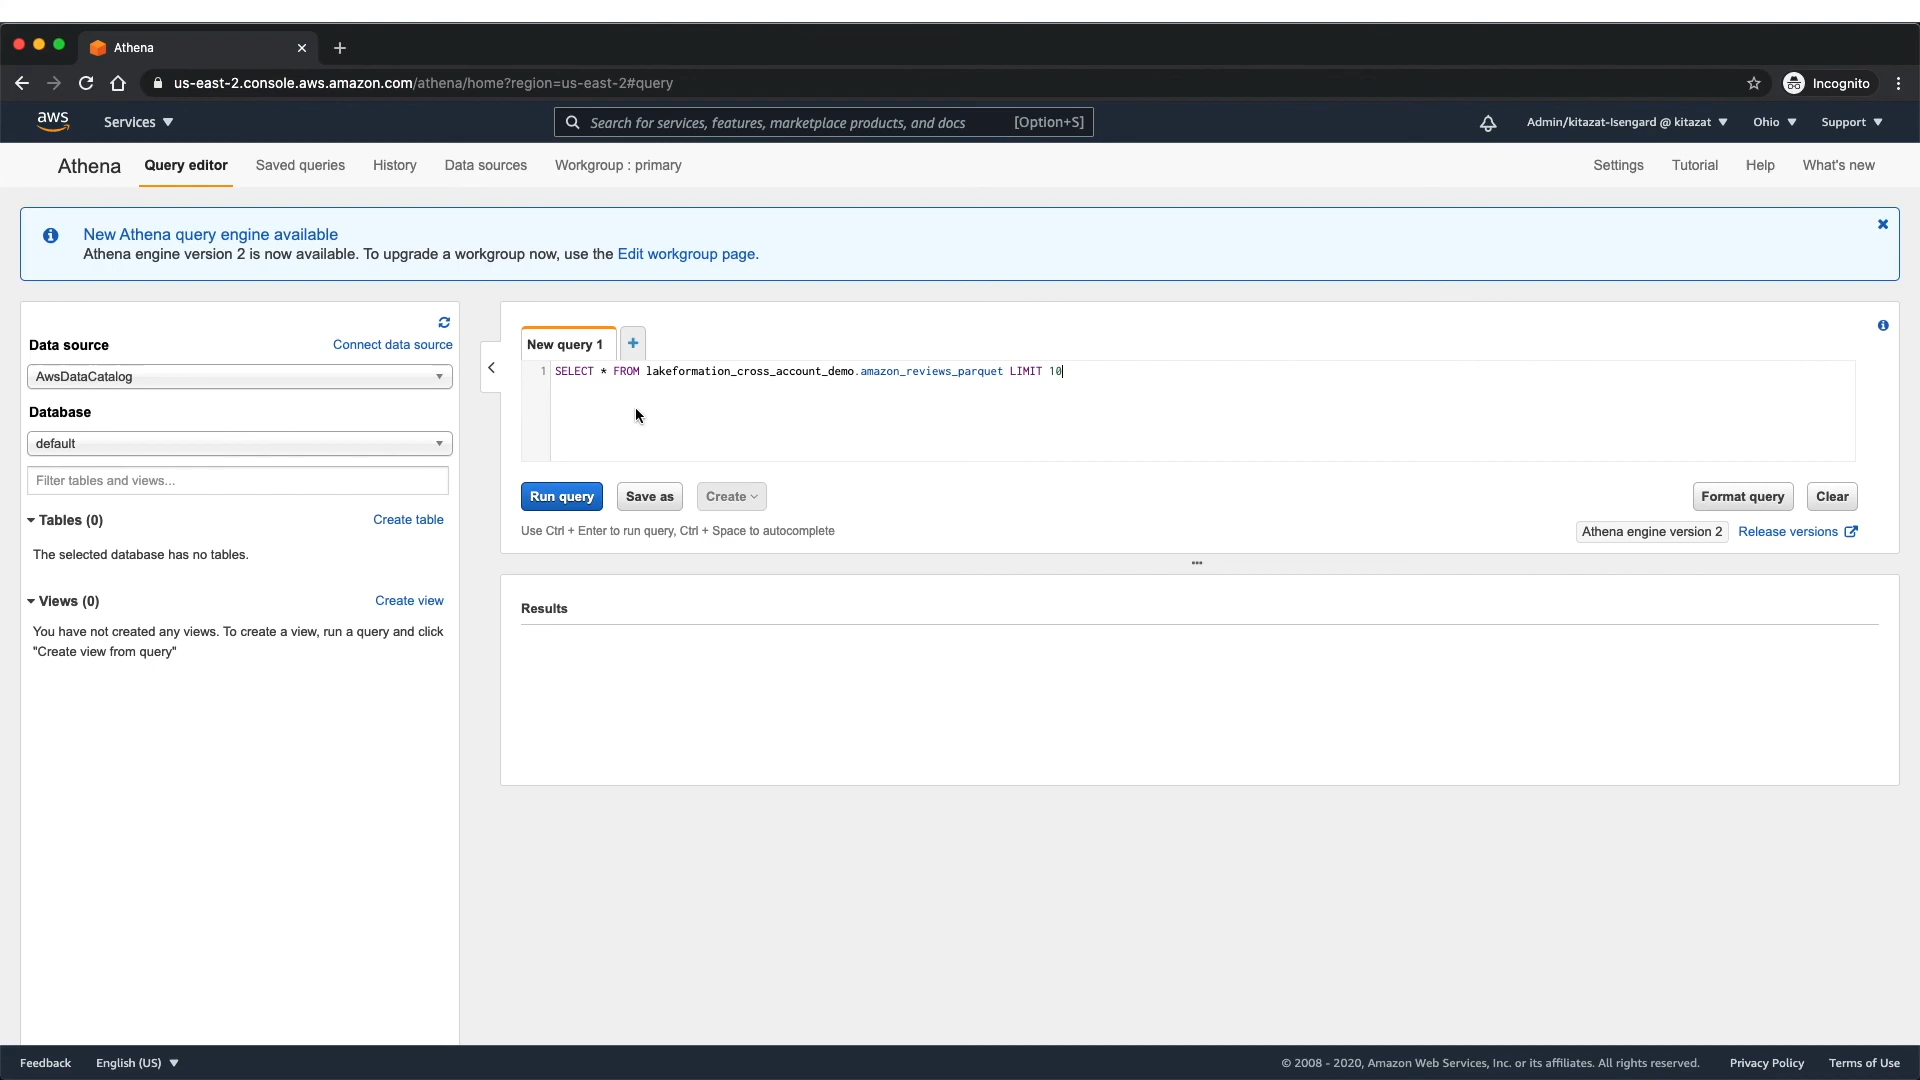 Athena
us-east-2.console.aws.amazon.com/athena/home?region=us-east-2#query
Incognito
aws
Services
Search for services, features, marketplace products, and docs [Option+S]
Admin/kitazat-Isengard @ kitazat
Ohio
Support
Athena
Query editor
Saved queries
History
Data sources
Workgroup : primary
Settings
Tutorial
Help
What's new
New Athena query engine available
Athena engine version 2 is now available. To upgrade a workgroup now, use the Edit workgroup page.
Data source
Connect data source
AwsDataCatalog
Database
default
Filter tables and views...
Tables (0)
Create table
The selected database has no tables.
Views (0)
Create view
You have not created any views. To create a view, run a query and click
"Create view from query"
New query 1
1 SELECT * FROM lakeformation_cross_account_demo.amazon_reviews_parquet LIMIT 10
Run query
Save as
Create
Format query
Clear
Use Ctrl + Enter to run query, Ctrl + Space to autocomplete
Athena engine version 2
Release versions
Results
Feedback
English (US)
© 2008 - 2020, Amazon Web Services, Inc. or its affiliates. All rights reserved.
Privacy Policy
Terms of Use